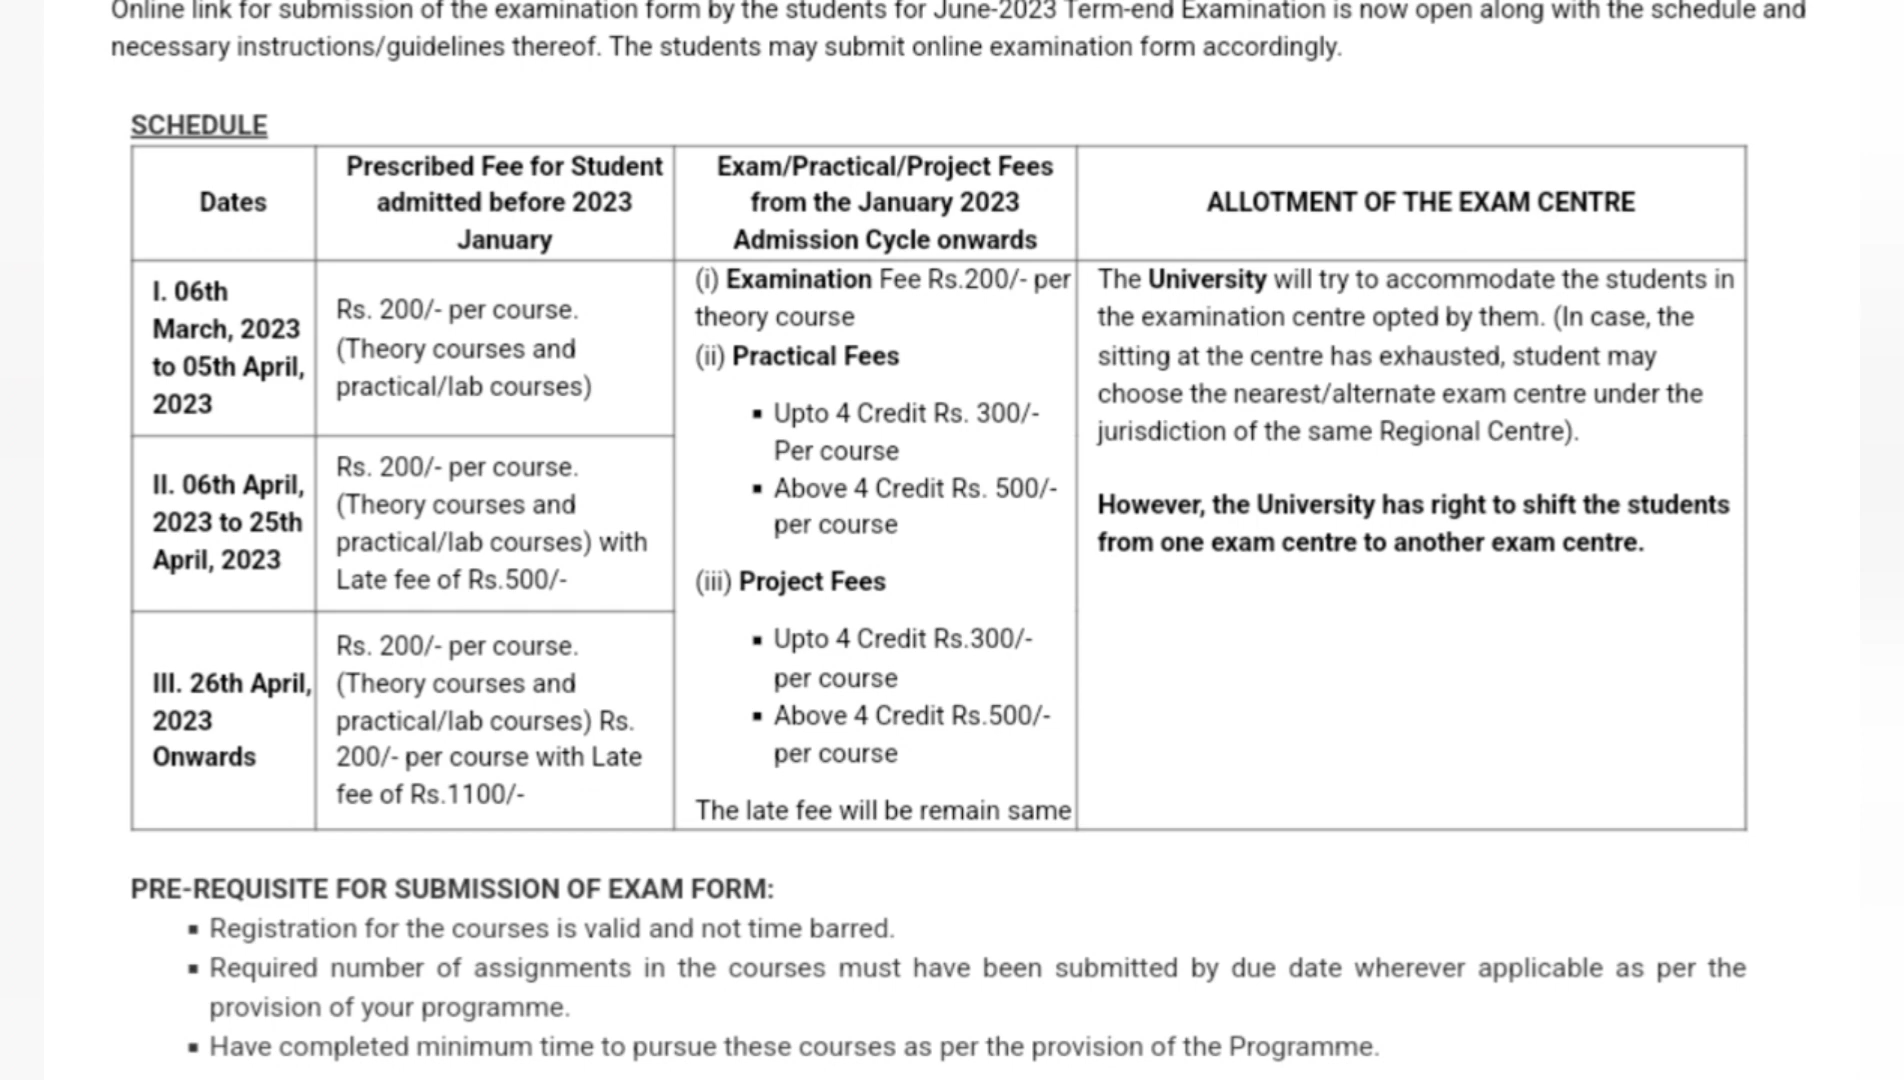 Online link for submission of the examination form by the students for June-2023 Term-end Examination is now open along with the schedule and
necessary instructions/guidelines thereof. The students may submit online examination form accordingly.
SCHEDULE
Dates
Prescribed Fee for Student
admitted before 2023
January
Exam/Practical/Project Fees
from the January 2023
Admission Cycle onwards
ALLOTMENT OF THE EXAM CENTRE
I. 06th
March, 2023
to 05th April,
2023
Rs. 200/- per course.
(Theory courses and
practical/lab courses)
II. 06th April,
2023 to 25th
April, 2023
Rs. 200/- per course.
(Theory courses and
practical/lab courses) with
Late fee of Rs.500/-
III. 26th April,
2023
Onwards
Rs. 200/- per course.
(Theory courses and
practical/lab courses) Rs.
200/- per course with Late
fee of Rs.1100/-
(i) Examination Fee Rs.200/- per
theory course
(ii) Practical Fees
▪ Upto 4 Credit Rs. 300/-
Per course
▪ Above 4 Credit Rs. 500/-
per course
(iii) Project Fees
▪ Upto 4 Credit Rs.300/-
per course
▪ Above 4 Credit Rs.500/-
per course
The late fee will be remain same
The University will try to accommodate the students in
the examination centre opted by them. (In case, the
sitting at the centre has exhausted, student may
choose the nearest/alternate exam centre under the
jurisdiction of the same Regional Centre).
However, the University has right to shift the students
from one exam centre to another exam centre.
PRE-REQUISITE FOR SUBMISSION OF EXAM FORM:
▪ Registration for the courses is valid and not time barred.
▪ Required number of assignments in the courses must have been submitted by due date wherever applicable as per the
provision of your programme.
▪ Have completed minimum time to pursue these courses as per the provision of the Programme.